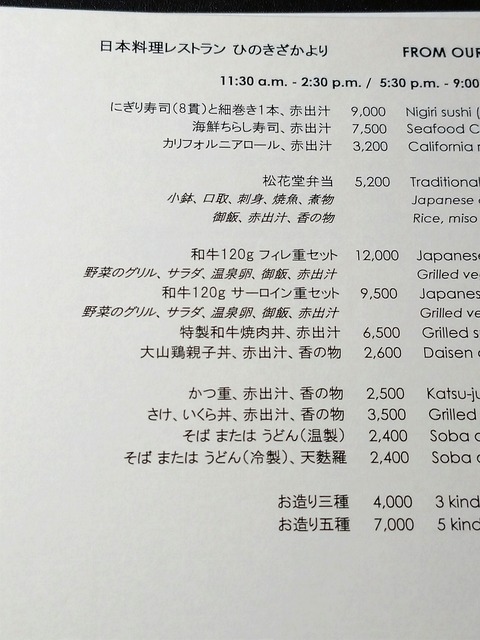 日本料理レストラン ひのきざかより FROM OUR
11:30 a.m. - 2:30 p.m. / 5:30 p.m. - 9:00
にぎり寿司(8貫)と細巻き1本、赤出汁 9,000 Nigiri sushi (
海鮮ちらし寿司、赤出汁 7,500 Seafood C
カリフォルニアロール、赤出汁 3,200 California
松花堂弁当 5,200 Traditional
小鉢、口取、刺身、焼魚、煮物 Japanese
御飯、赤出汁、香の物 Rice, miso
和牛120g フィレ重セット 12,000 Japanese
野菜のグリル、サラダ、温泉卵、御飯、赤出汁 Grilled ve
和牛120g サーロイン重セット 9,500 Japanes
野菜のグリル、サラダ、温泉卵、御飯、赤出汁 Grilled ve
特製和牛焼肉丼、赤出汁 6,500 Grilled s
大山鶏親子丼、赤出汁、香の物 2,600 Daisen
かつ重、赤出汁、香の物 2,500 Katsu-ju
さけ、いくら丼、赤出汁、香の物 3,500 Grilled
そば または うどん(温製) 2,400 Soba
そば または うどん(冷製)、天麩羅 2,400 Soba
お造り三種 4,000 3 kind
お造り五種 7,000 5 kind